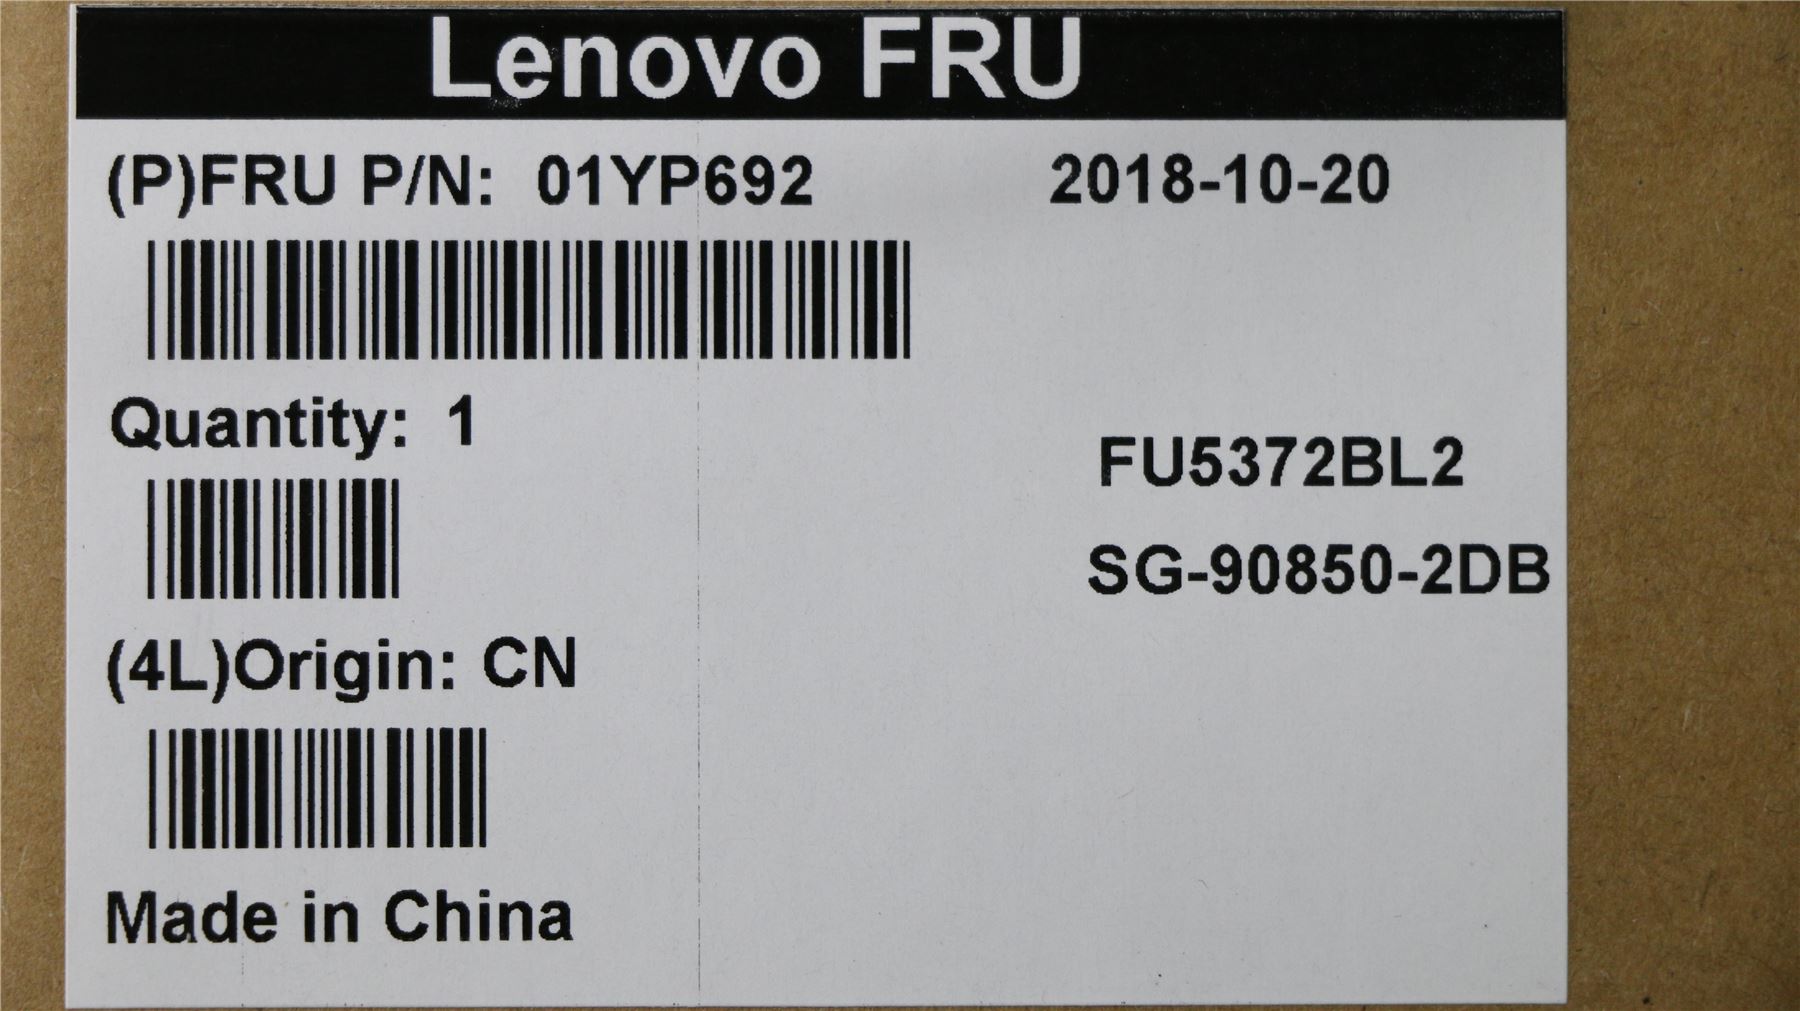 Lenovo FRU
(P)FRU P/N: 01YP692 2018-10-20
Quantity: 1
FU5372BL2
SG-90850-2DB
(4L)Origin: CN
Made in China